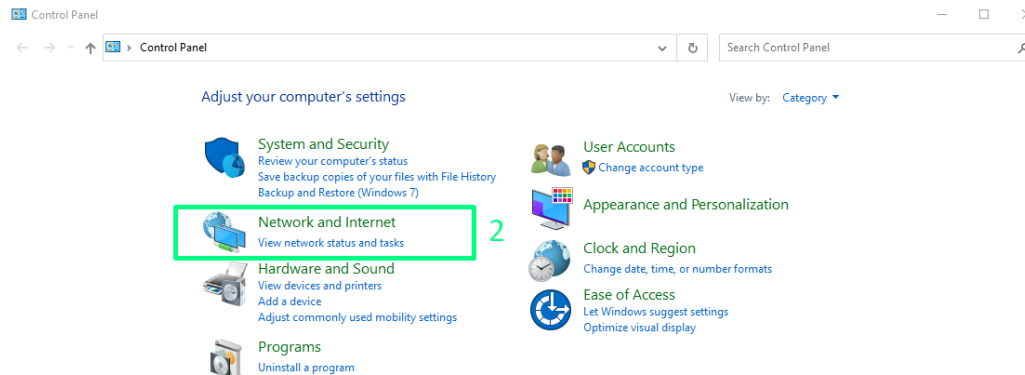 Control Panel
Control Panel
Search Control Panel
Adjust your computer's settings
View by: Category
System and Security
Review your computer's status
Save backup copies of your files with File History
Backup and Restore (Windows 7)
Network and Internet
View network status and tasks
2
Hardware and Sound
View devices and printers
Add a device
Adjust commonly used mobility settings
Programs
Uninstall a program
User Accounts
Change account type
Appearance and Personalization
Clock and Region
Change date, time, or number formats
Ease of Access
Let Windows suggest settings
Optimize visual display